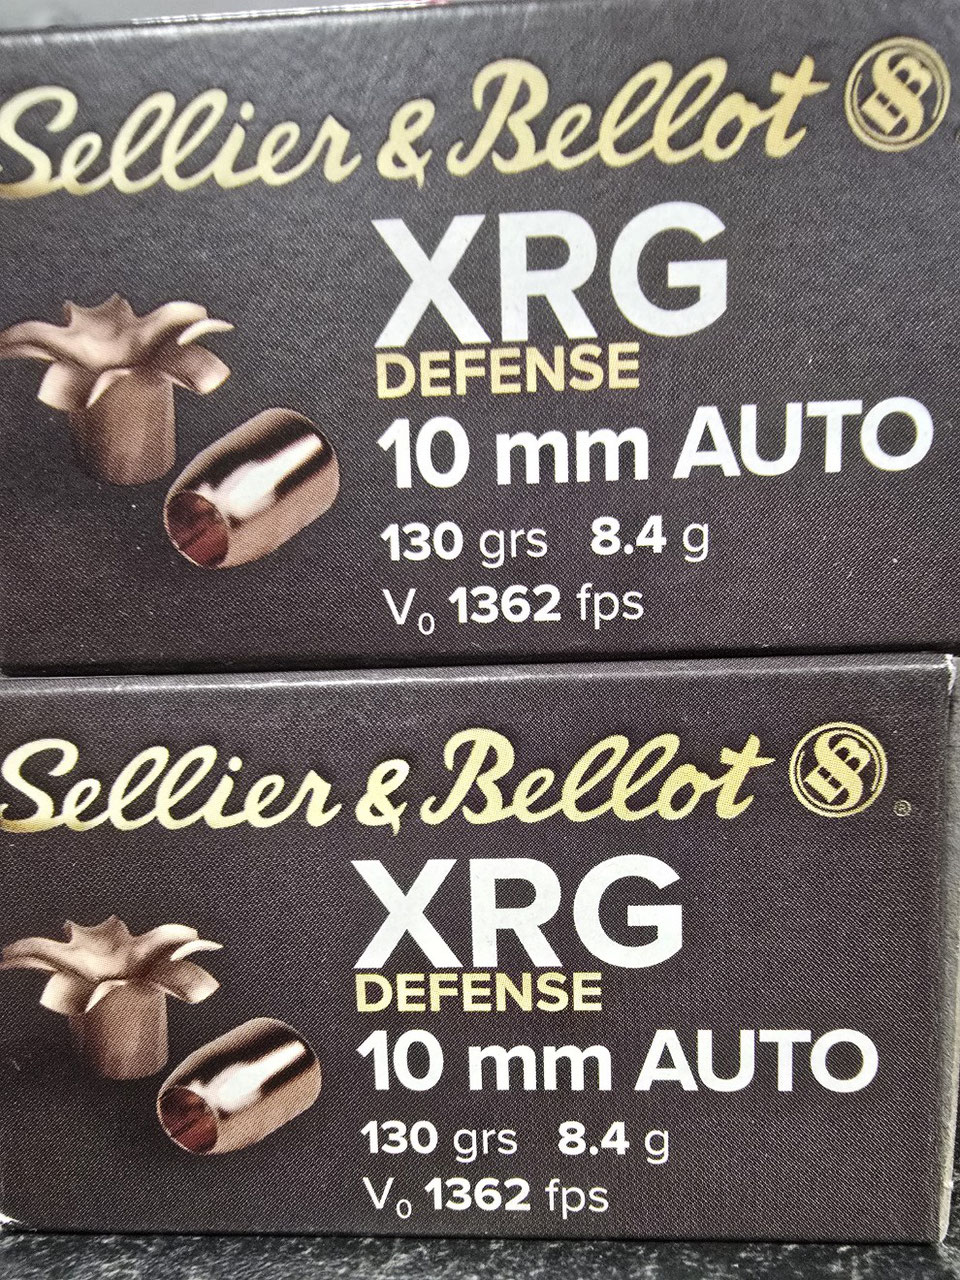 Sellier & Bellot
XRG
DEFENSE
10 mm AUTO
130 grs 8.4 g
V₀ 1362 fps
Sellier & Bellot
®
XRG
DEFENSE
10 mm AUTO
130 grs 8.4 g
V₀ 1362 fps